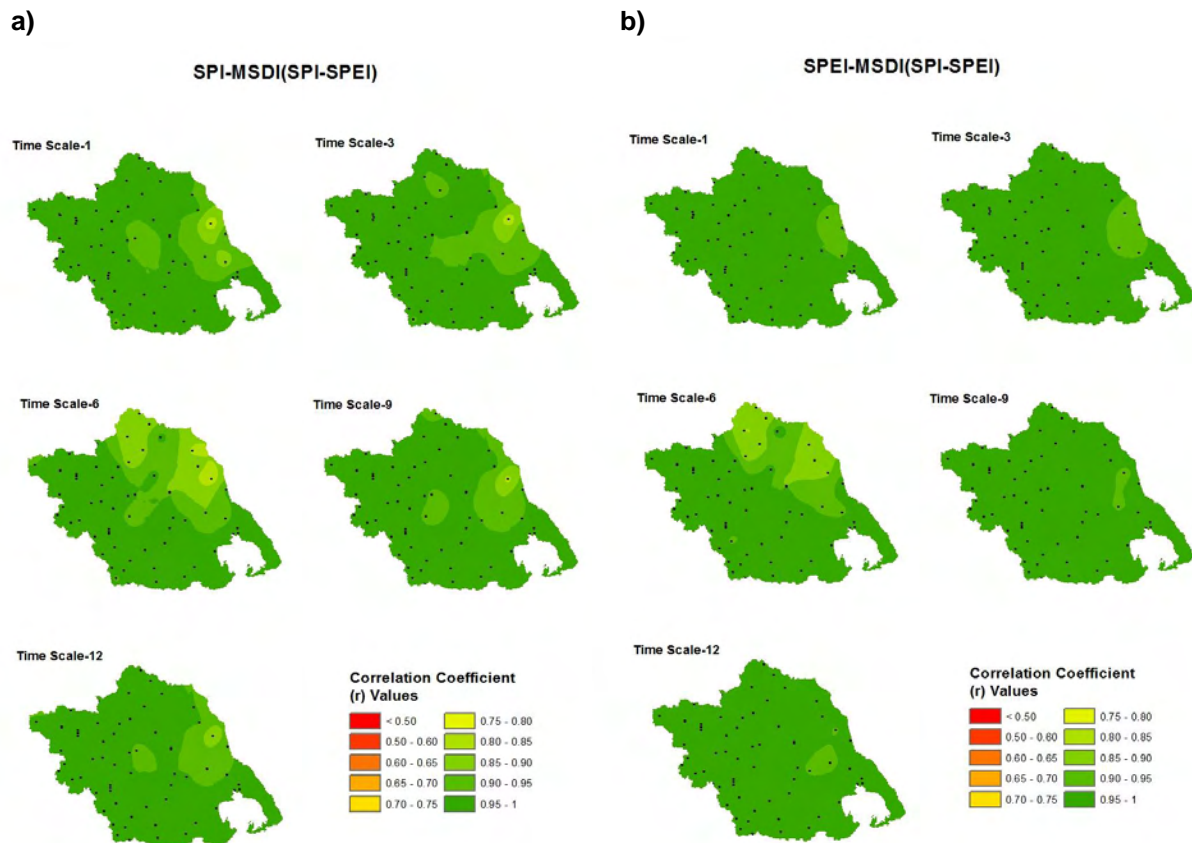 a)
SPI-MSDI(SPI-SPEI)
Time Scale-1
Time Scale-3
Time Scale-6
Time Scale-9
Time Scale-12
Correlation Coefficient
(r) Values
< 0.50
0.50 - 0.60
0.60 - 0.65
0.65 - 0.70
0.70 - 0.75
0.75 - 0.80
0.80 - 0.85
0.85 - 0.90
0.90 - 0.95
0.95 - 1
b)
SPEI-MSDI(SPI-SPEI)
Time Scale-1
Time Scale-3
Time Scale-6
Time Scale-9
Time Scale-12
Correlation Coefficient
(r) Values
< 0.50
0.50 - 0.60
0.60 - 0.65
0.65 - 0.70
0.70 - 0.75
0.75 - 0.80
0.80 - 0.85
0.85 - 0.90
0.90 - 0.95
0.95 - 1